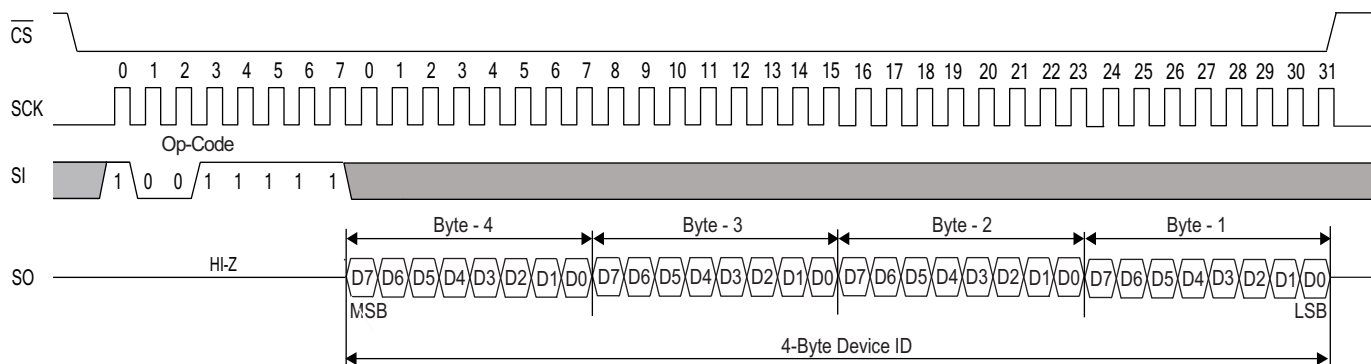 CS
0 1 2 3 4 5 6 7 0 1 2 3 4 5 6 7 8 9 10 11 12 13 14 15 16 17 18 19 20 21 22 23 24 25 26 27 28 29 30 31
SCK
Op-Code
SI 1 0 0 1 1 1 1 1
Byte - 4 Byte - 3 Byte - 2 Byte - 1
SO HI-Z D7 D6 D5 D4 D3 D2 D1 D0 D7 D6 D5 D4 D3 D2 D1 D0 D7 D6 D5 D4 D3 D2 D1 D0 D7 D6 D5 D4 D3 D2 D1 D0
MSB LSB
4-Byte Device ID